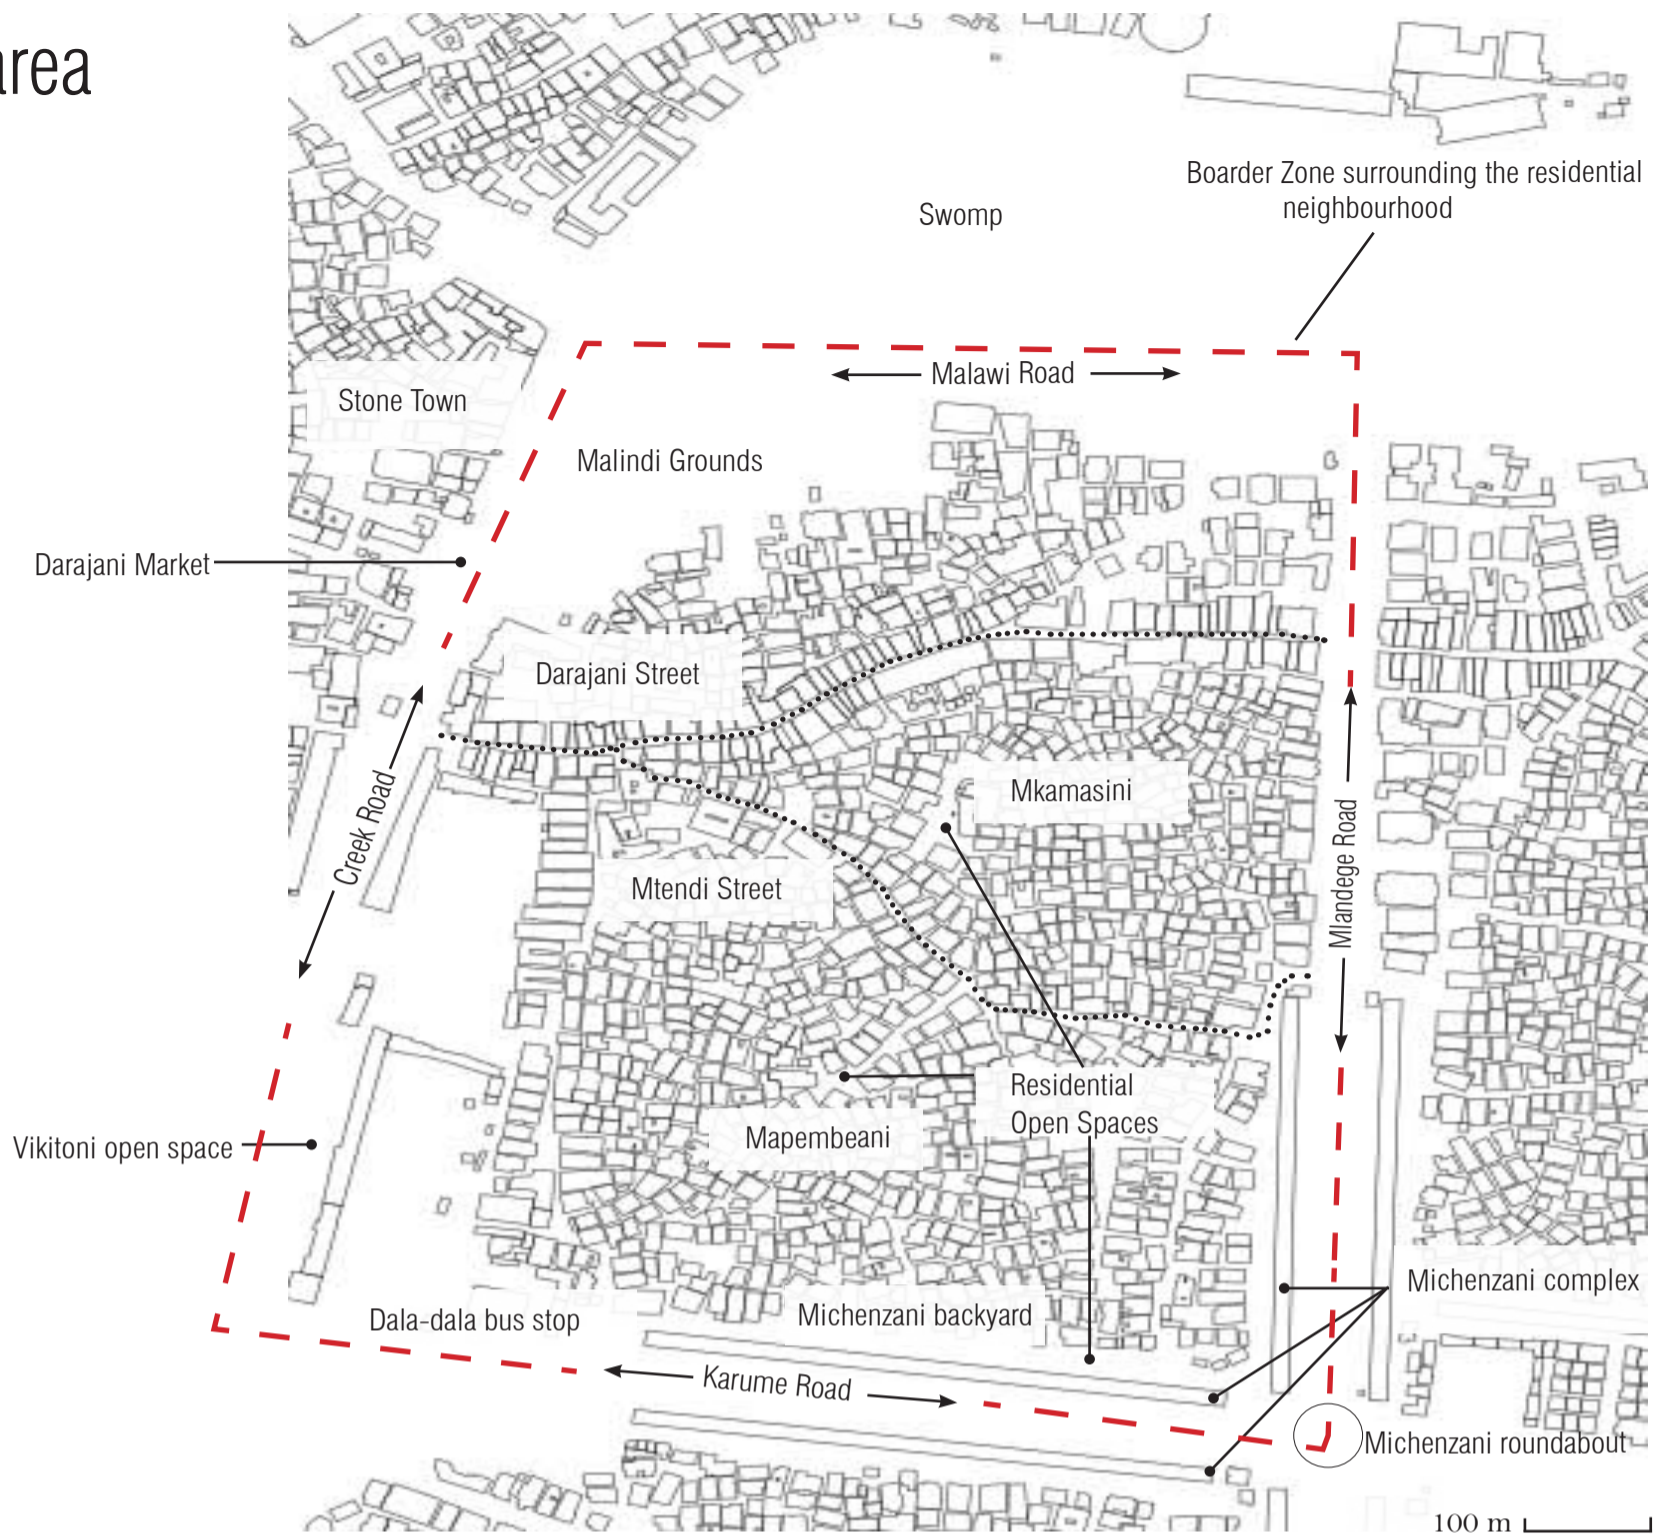 area
Boarder Zone surrounding the residential
neighbourhood
Swomp
Malawi Road
Stone Town
Malindi Grounds
Darajani Market
Darajani Street
Mkamasini
Creek Road
Mlandege Road
Mtendi Street
Residential
Open Spaces
Mapembeani
Vikitoni open space
Michenzani complex
Dala-dala bus stop
Michenzani backyard
Karume Road
Michenzani roundabout
100 m